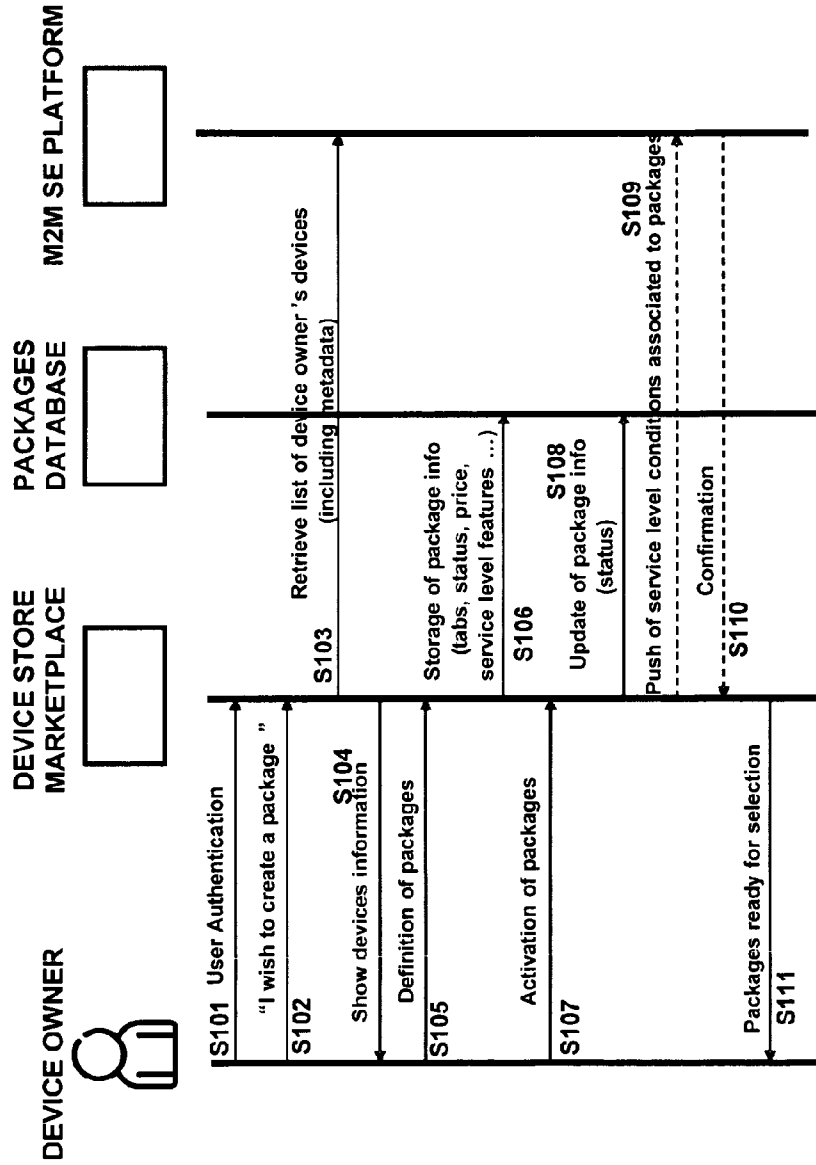 DEVICE OWNER
DEVICE STORE
MARKETPLACE
PACKAGES
DATABASE
M2M SE PLATFORM
S101 User Authentication
“I wish to create a package ”
S102
S103
Retrieve list of device owner ’s devices
(including metadata)
S104
Show devices information
Definition of packages
S105
Storage of package info
(tabs, status, price,
service level features ...)
S106
Activation of packages
S107
S108
Update of package info
(status)
S109
Push of service level conditions associated to packages
Confirmation
S110
Packages ready for selection
S111